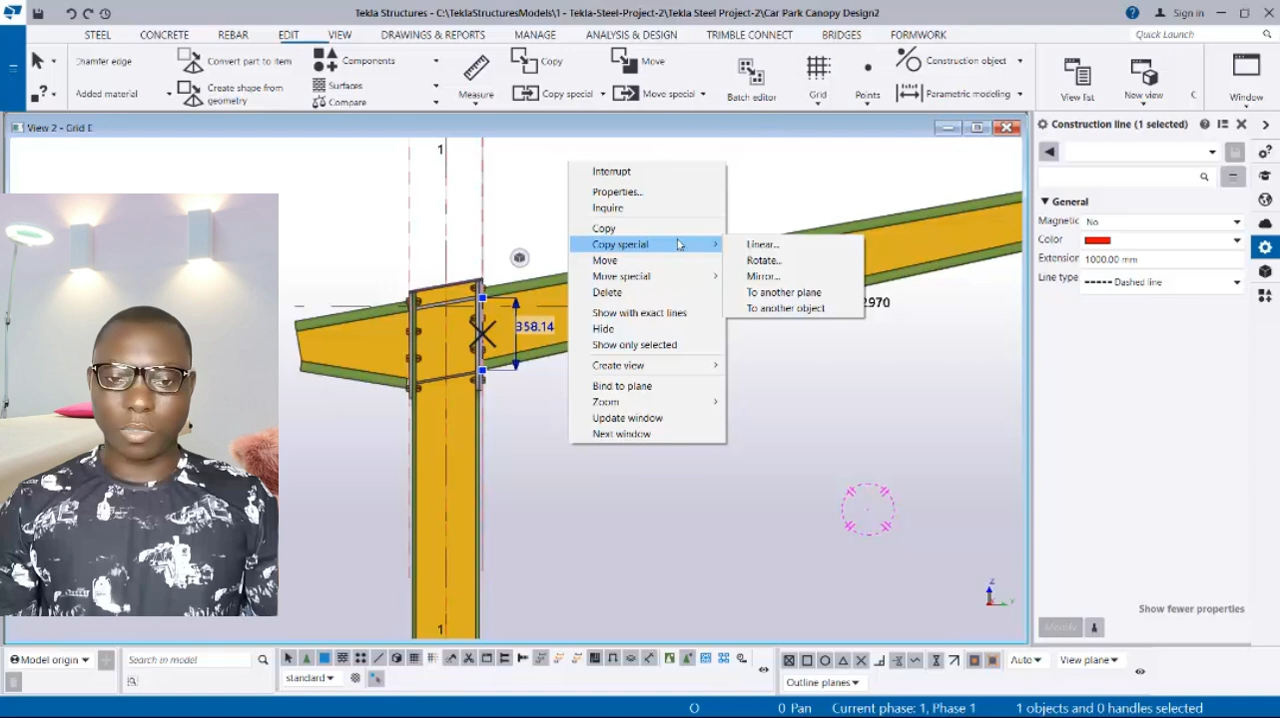 Tekla Structures - C:\TeklaStructuresModels\1 - Tekla-Steel-Project-2\Tekla Steel Project-2\Car Park Canopy Design2
Sign in
STEEL CONCRETE REBAR EDIT VIEW DRAWINGS & REPORTS MANAGE ANALYSIS & DESIGN TRIMBLE CONNECT BRIDGES FORMWORK Quick Launch
Chamfer edge
Added material
Convert part to item
Create shape from
geometry
Components
Surfaces
Compare
Measure
Copy
Copy special
Move
Move special
Batch editor
Grid
Points
Construction object
Parametric modeling
View list
New view
C
Window
View 2 - Grid E
1
358.14
2970
1
Z
Y
Interrupt
Properties...
Inquire
Copy
Copy special
Move
Move special
Delete
Show with exact lines
Hide
Show only selected
Create view
Bind to plane
Zoom
Update window
Next window
Linear...
Rotate...
Mirror...
To another plane
To another object
Construction line (1 selected)
General
Magnetic No
Color
Extension 1000.00 mm
Line type Dashed line
Show fewer properties
Modify
Model origin
Search in model
standard
Auto
View plane
Outline planes
O
0 Pan
Current phase: 1, Phase 1
1 objects and 0 handles selected